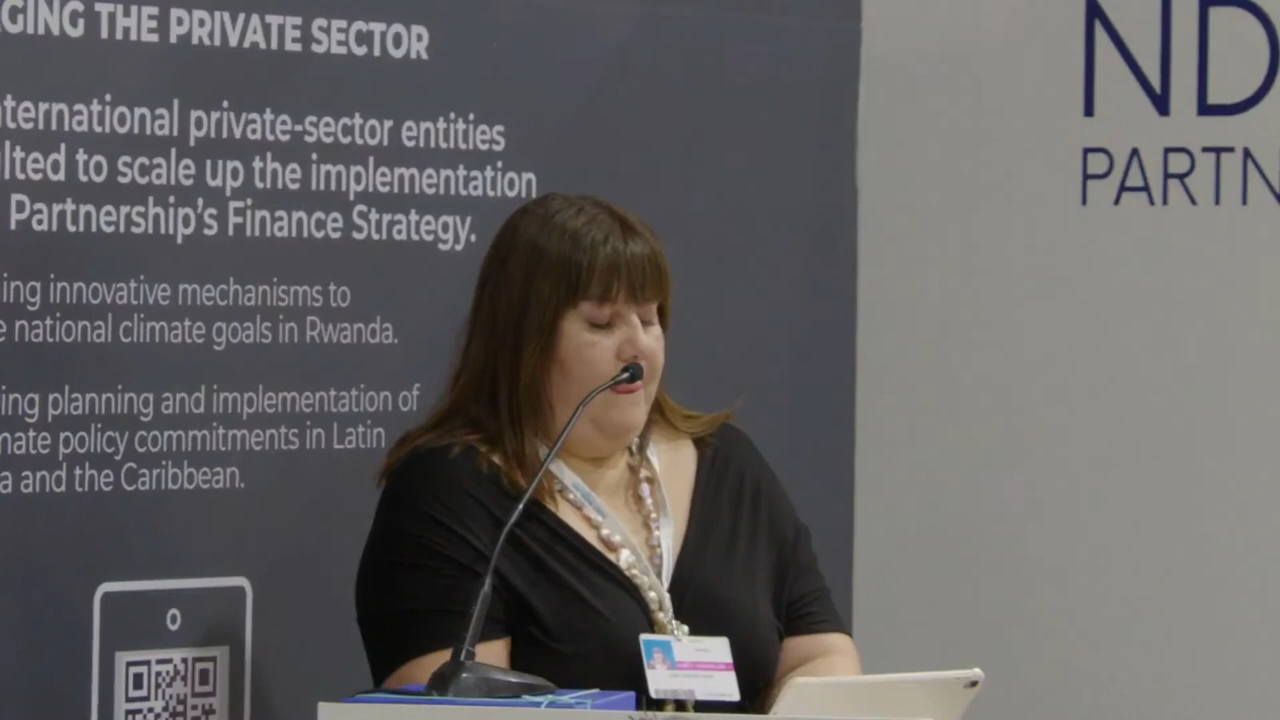 GING THE PRIVATE SECTOR
ternational private-sector entities
lted to scale up the implementation
Partnership's Finance Strategy.
ing innovative mechanisms to
e national climate goals in Rwanda.
ing planning and implementation of
mate policy commitments in Latin
a and the Caribbean.
ND
PARTN